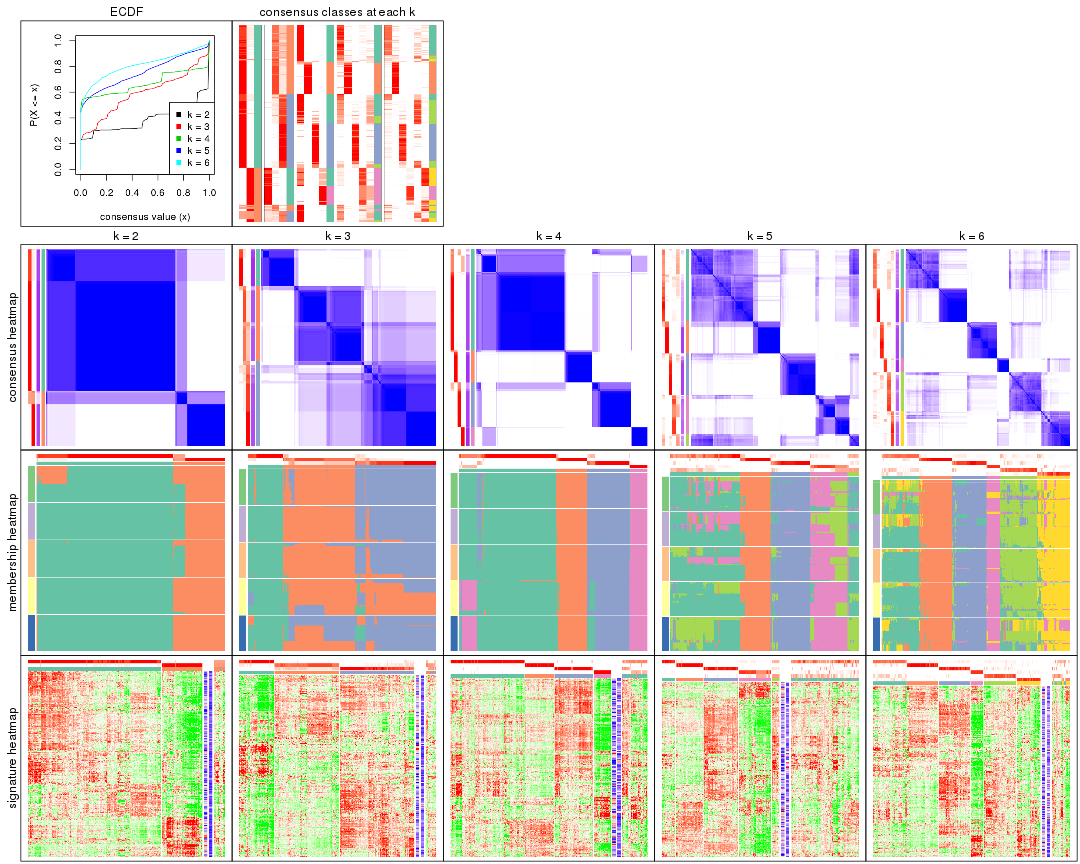 ECDF
consensus classes at each k
P(X <= x)
0.0 0.2 0.4 0.6 0.8 1.0
k = 2
k = 3
k = 4
k = 5
k = 6
0.0 0.2 0.4 0.6 0.8 1.0
consensus value (x)
k = 2 k = 3 k = 4 k = 5 k = 6
consensus heatmap
membership heatmap
signature heatmap